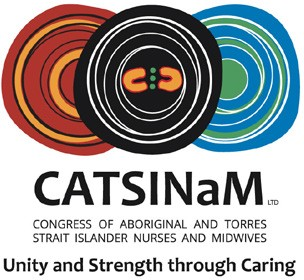 CATSINaM LTD
CONGRESS OF ABORIGINAL AND TORRES
STRAIT ISLANDER NURSES AND MIDWIVES
Unity and Strength through Caring